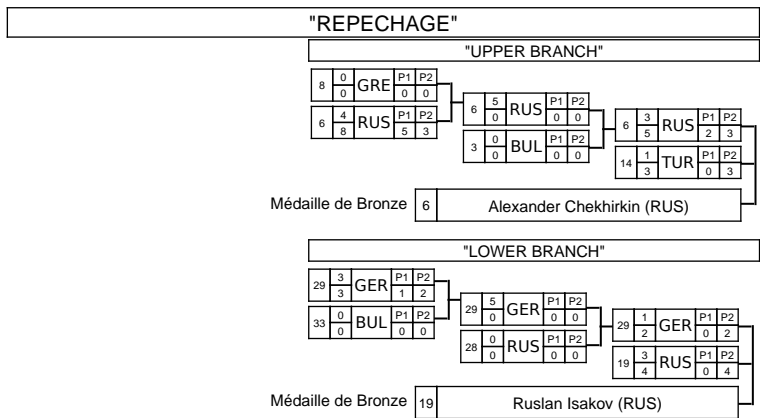 "REPECHAGE"
"UPPER BRANCH"
8 0 GRE P1 P2
0 0 0
6 4 RUS P1 P2
8 5 3
6 5 RUS P1 P2
0 0 0
3 0 BUL P1 P2
0 0 0
6 3 RUS P1 P2
5 2 3
14 1 TUR P1 P2
3 0 3
Médaille de Bronze 6 Alexander Chekhirkin (RUS)
"LOWER BRANCH"
29 3 GER P1 P2
3 1 2
33 0 BUL P1 P2
0 0 0
29 5 GER P1 P2
0 0 0
28 0 RUS P1 P2
0 0 0
29 1 GER P1 P2
2 0 2
19 3 RUS P1 P2
4 0 4
Médaille de Bronze 19 Ruslan Isakov (RUS)